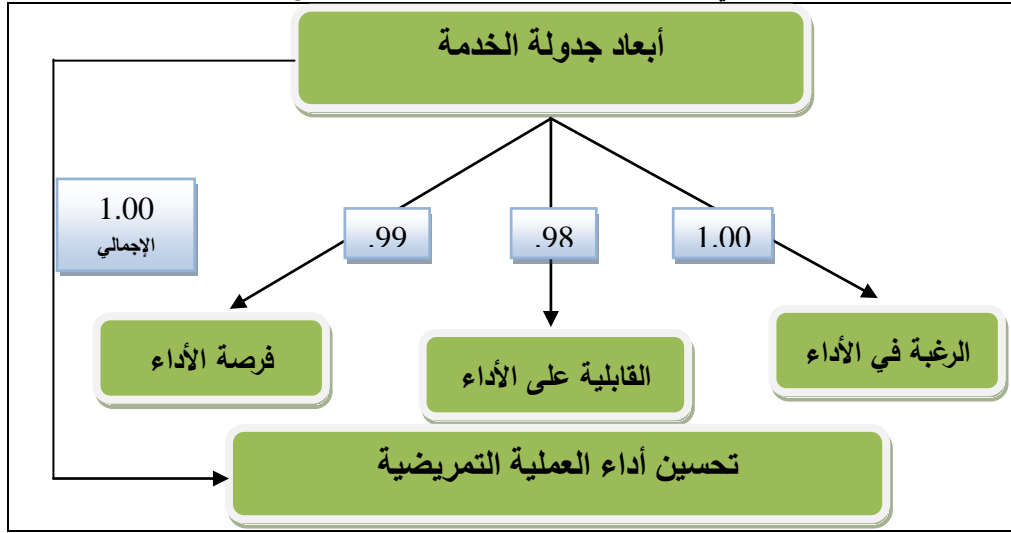 أبعاد جدولة الخدمة
1.00
الإجمالي
.99
.98
1.00
فرصة الأداء
القابلية على الأداء
الرغبة في الأداء
تحسين أداء العملية التمريضية